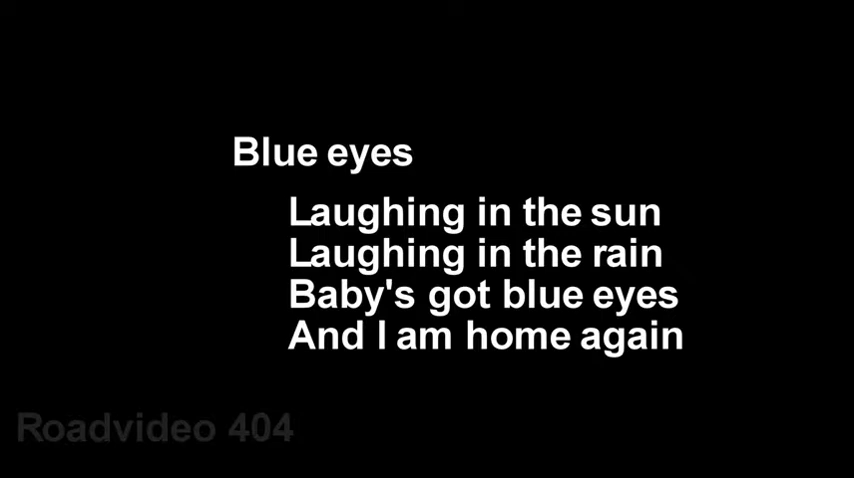 Blue eyes
Laughing in the sun
Laughing in the rain
Baby's got blue eyes
And I am home again
Roadvideo 404